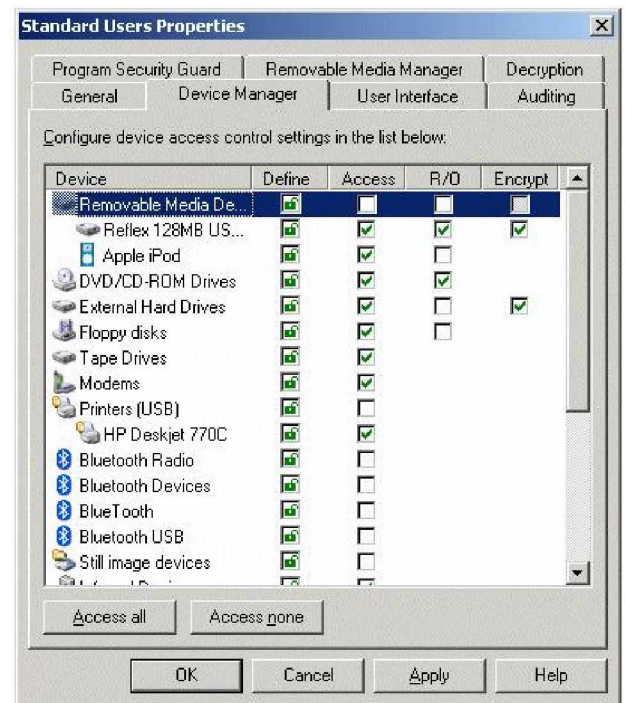 Standard Users Properties
Program Security Guard Removable Media Manager Decryption
General Device Manager User Interface Auditing
Configure device access control settings in the list below:
Device Define Access R/O Encrypt
Removable Media De...
Reflex 128MB US...
Apple iPod
DVD/CD-ROM Drives
External Hard Drives
Floppy disks
Tape Drives
Modems
Printers (USB)
HP Deskjet 770C
Bluetooth Radio
Bluetooth Devices
BlueTooth
Bluetooth USB
Still image devices
Access all Access none
OK Cancel Apply Help